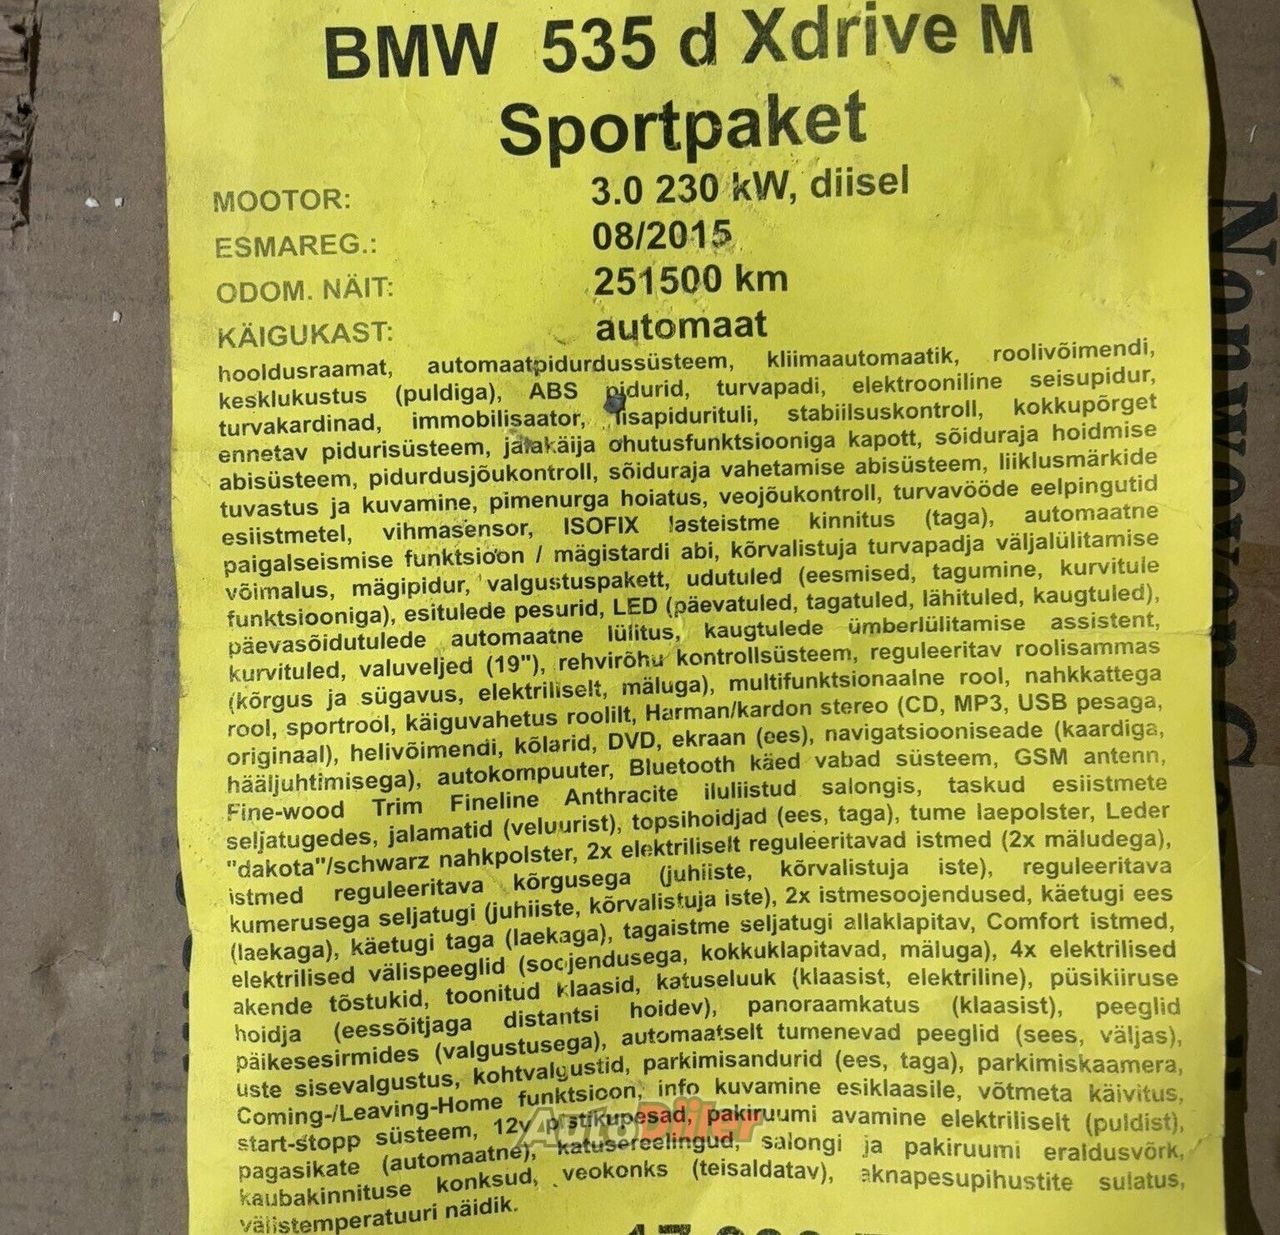 BMW 535 d Xdrive M
Sportpaket
MOOTOR: 3.0 230 kW, diisel
ESMAREG.: 08/2015
ODOM. NÄIT: 251500 km
KÄIGUKAST: automaat
hooldusraamat, automaatpidurdussüsteem, kliimaautomaatik, roolivõimendi,
kesklukustus (puldiga), ABS pidurid, turvapadi, elektrooniline seisupidur,
turvakardinad, immobilisaator, lisapidurituli, stabiilsuskontroll, kokkupõrget
ennetav pidurisüsteem, jalakäija ohutusfunktsiooniga kapott, sõiduraja hoidmise
abisüsteem, pidurdusjõukontroll, sõiduraja vahetamise abisüsteem, liiklusmärkide
tuvastus ja kuvamine, pimenurga hoiatus, veojõukontroll, turvavööde eelpingutid
esiistmetel, vihmasensor, ISOFIX lasteistme kinnitus (taga), automaatne
paigalseismise funktsioon / mägistardi abi, kõrvalistuja turvapadja väljalülitamise
võimalus, mägipidur, valgustuspakett, udutuled (eesmised, tagumine, kurvitule
funktsiooniga), esitulede pesurid, LED (päevatuled, tagatuled, lähituled, kaugtuled),
päevasõidutulede automaatne lülitus, kaugtulede ümberlülitamise assistent,
kurvituled, valuveljed (19"), rehvirõhu kontrollsüsteem, reguleeritav roolisammas
(kõrgus ja sügavus, elektriliselt, mäluga), multifunktsionaalne rool, nahkkattega
rool, sportrool, käiguvahetus roolilt, Harman/kardon stereo (CD, MP3, USB pesaga,
originaal), helivõimendi, kõlarid, DVD, ekraan (ees), navigatsiooniseade (kaardiga,
hääljuhtimisega), autokompuuter, Bluetooth käed vabad süsteem, GSM antenn,
Fine-wood Trim Fineline Anthracite iluliistud salongis, taskud esiistmete
seljatugedes, jalamatid (veluurist), topsihoidjad (ees, taga), tume laepolster, Leder
"dakota"/schwarz nahkpolster, 2x elektriliselt reguleeritavad istmed (2x mäludega),
istmed reguleeritava kõrgusega (juhiiste, kõrvalistuja iste), reguleeritava
kumerusega seljatugi (juhiiste, kõrvalistuja iste), 2x istmesoojendused, käetugi ees
(laekaga), käetugi taga (laekaga), tagaistme seljatugi allaklapitav, Comfort istmed,
elektrilised välispeeglid (soojendusega, kokkuklapitavad, mäluga), 4x elektrilised
akende tõstukid, toonitud klaasid, katuseluuk (klaasist, elektriline), püsikiiruse
hoidja (eessõitjaga distantsi hoidev), panoraamkatus (klaasist), peeglid
päikesesirmides (valgustusega), automaatselt tumenevad peeglid (sees, väljas),
uste sisevalgustus, kohtvalgustid, parkimisandurid (ees, taga), parkimiskaamera,
Coming-/Leaving-Home funktsioon, info kuvamine esiklaasile, võtmeta käivitus,
start-stopp süsteem, 12v pistikupesad, pakiruumi avamine elektriliselt (puldist),
pagasikate (automaatne), katusereelingud, salongi ja pakiruumi eraldusvõrk,
kaubakinnituse konksud, veokonks (teisaldatav), aknapesupihustite sulatus,
välistemperatuuri näidik.
AutoDiiler
Nonwoven